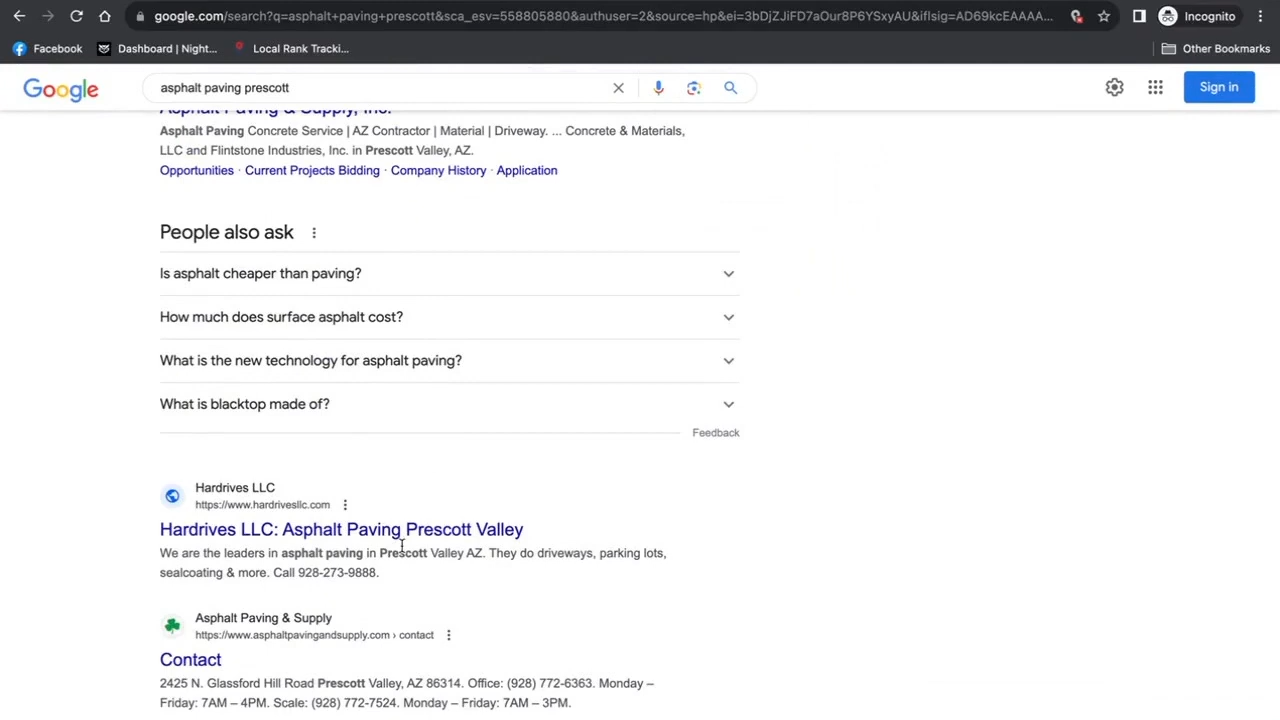 google.com/search?q=asphalt+paving+prescott&sca_esv=558805880&authuser=2&source=hp&ei=3bDjZJiFD7aOur8P6YSxyAU&iflsig=AD69kcEAAAA...
Incognito
Facebook
Dashboard | Night...
Local Rank Tracki...
Other Bookmarks
Google
asphalt paving prescott
Sign in
Asphalt Paving & Supply, Inc.
Asphalt Paving Concrete Service | AZ Contractor | Material | Driveway. ... Concrete & Materials,
LLC and Flintstone Industries, Inc. in Prescott Valley, AZ.
Opportunities · Current Projects Bidding · Company History · Application
People also ask
Is asphalt cheaper than paving?
How much does surface asphalt cost?
What is the new technology for asphalt paving?
What is blacktop made of?
Feedback
Hardrives LLC
https://www.hardrivesllc.com
Hardrives LLC: Asphalt Paving Prescott Valley
We are the leaders in asphalt paving in Prescott Valley AZ. They do driveways, parking lots,
sealcoating & more. Call 928-273-9888.
Asphalt Paving & Supply
https://www.asphaltpavingandsupply.com › contact
Contact
2425 N. Glassford Hill Road Prescott Valley, AZ 86314. Office: (928) 772-6363. Monday –
Friday: 7AM – 4PM. Scale: (928) 772-7524. Monday – Friday: 7AM – 3PM.